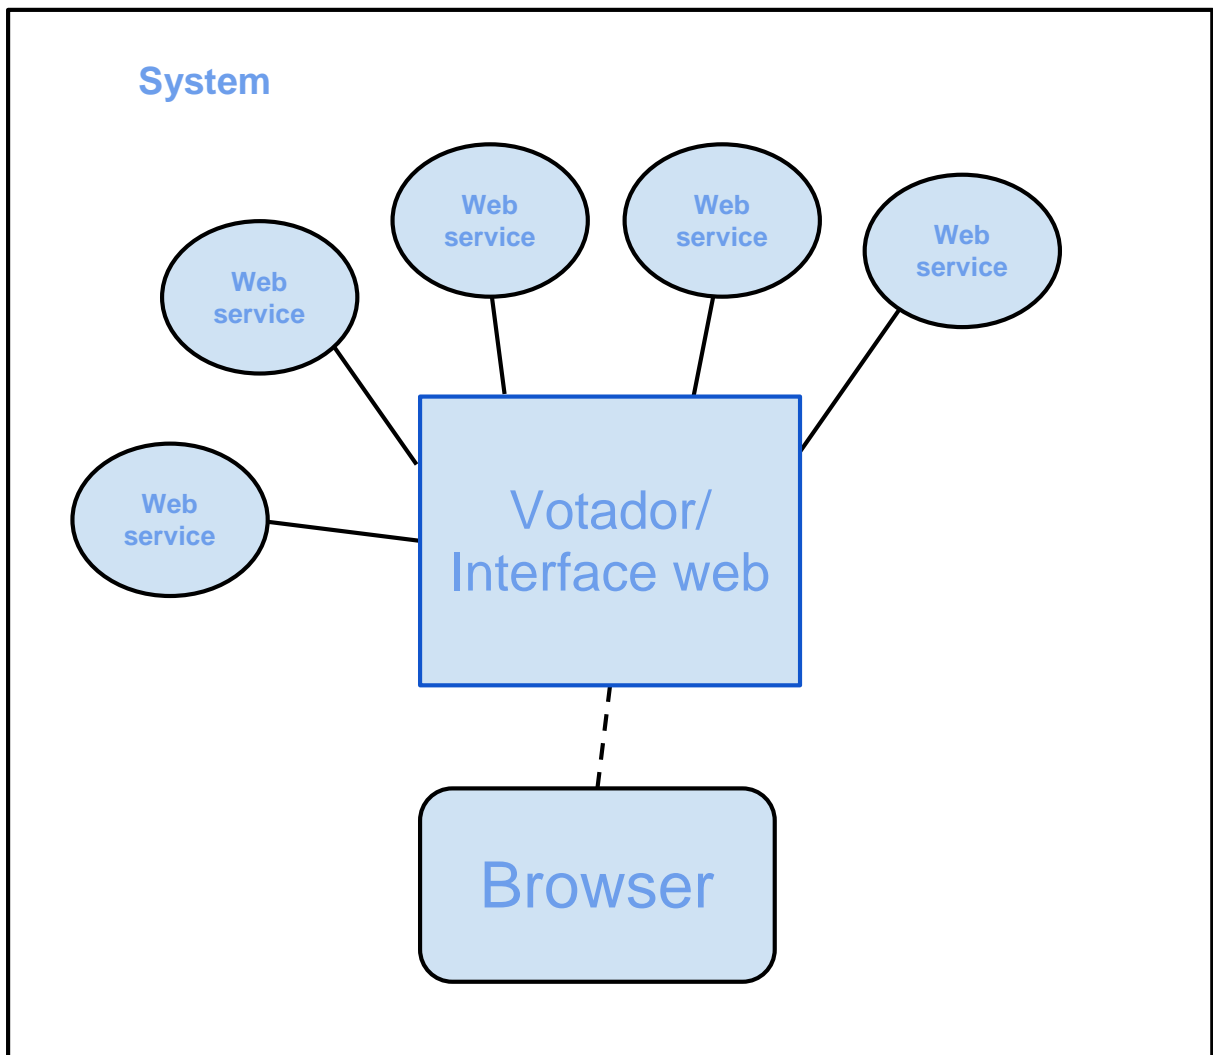 System
Web
service
Web
service
Web
service
Web
service
Web
service
Votador/
Interface web
Browser